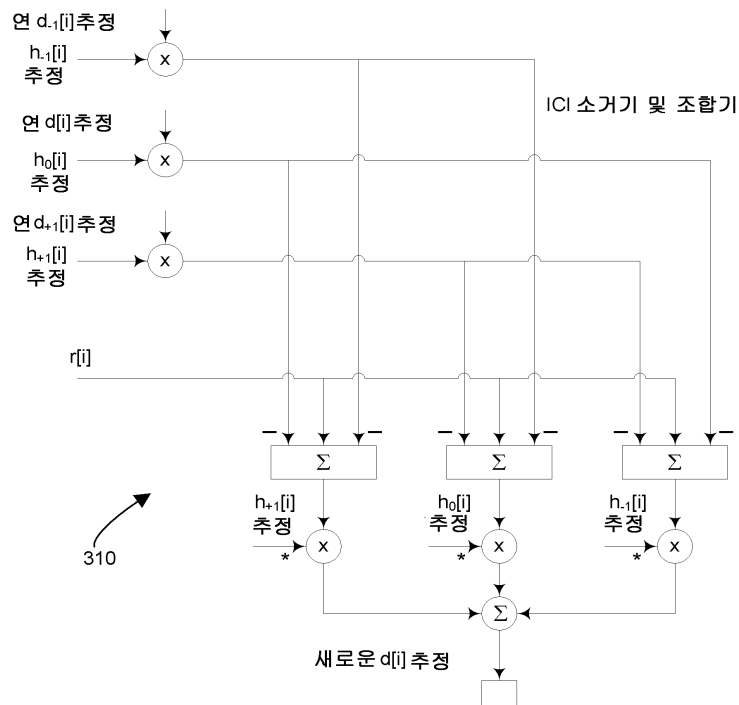 연 d-1[i] 추정
h-1[i]
추정
x
ICI 소거기 및 조합기
연 d[i] 추정
h0[i]
추정
x
연 d+1[i] 추정
h+1[i]
추정
x
r[i]
− − − − − −
Σ Σ Σ
h+1[i]
추정
*
x
h0[i]
추정
*
x
h-1[i]
추정
*
x
310
Σ
새로운 d[i] 추정